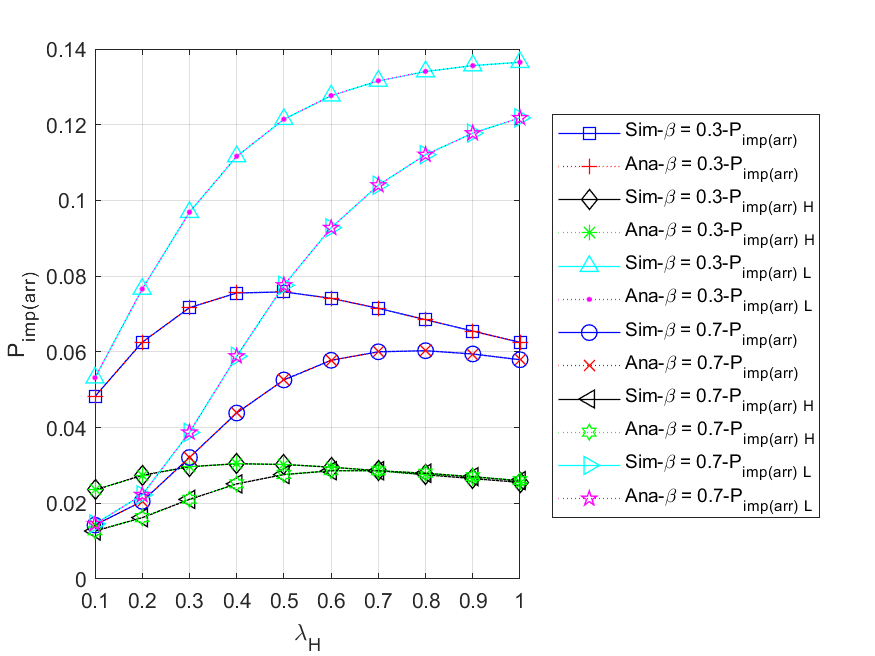 0.14
0.12
0.1
0.08
0.06
0.04
0.02
0
P_imp(arr)
0.1 0.2 0.3 0.4 0.5 0.6 0.7 0.8 0.9 1
λ_H
Sim-β = 0.3-P_imp(arr)
Ana-β = 0.3-P_imp(arr)
Sim-β = 0.3-P_imp(arr) H
Ana-β = 0.3-P_imp(arr) H
Sim-β = 0.3-P_imp(arr) L
Ana-β = 0.3-P_imp(arr) L
Sim-β = 0.7-P_imp(arr)
Ana-β = 0.7-P_imp(arr)
Sim-β = 0.7-P_imp(arr) H
Ana-β = 0.7-P_imp(arr) H
Sim-β = 0.7-P_imp(arr) L
Ana-β = 0.7-P_imp(arr) L